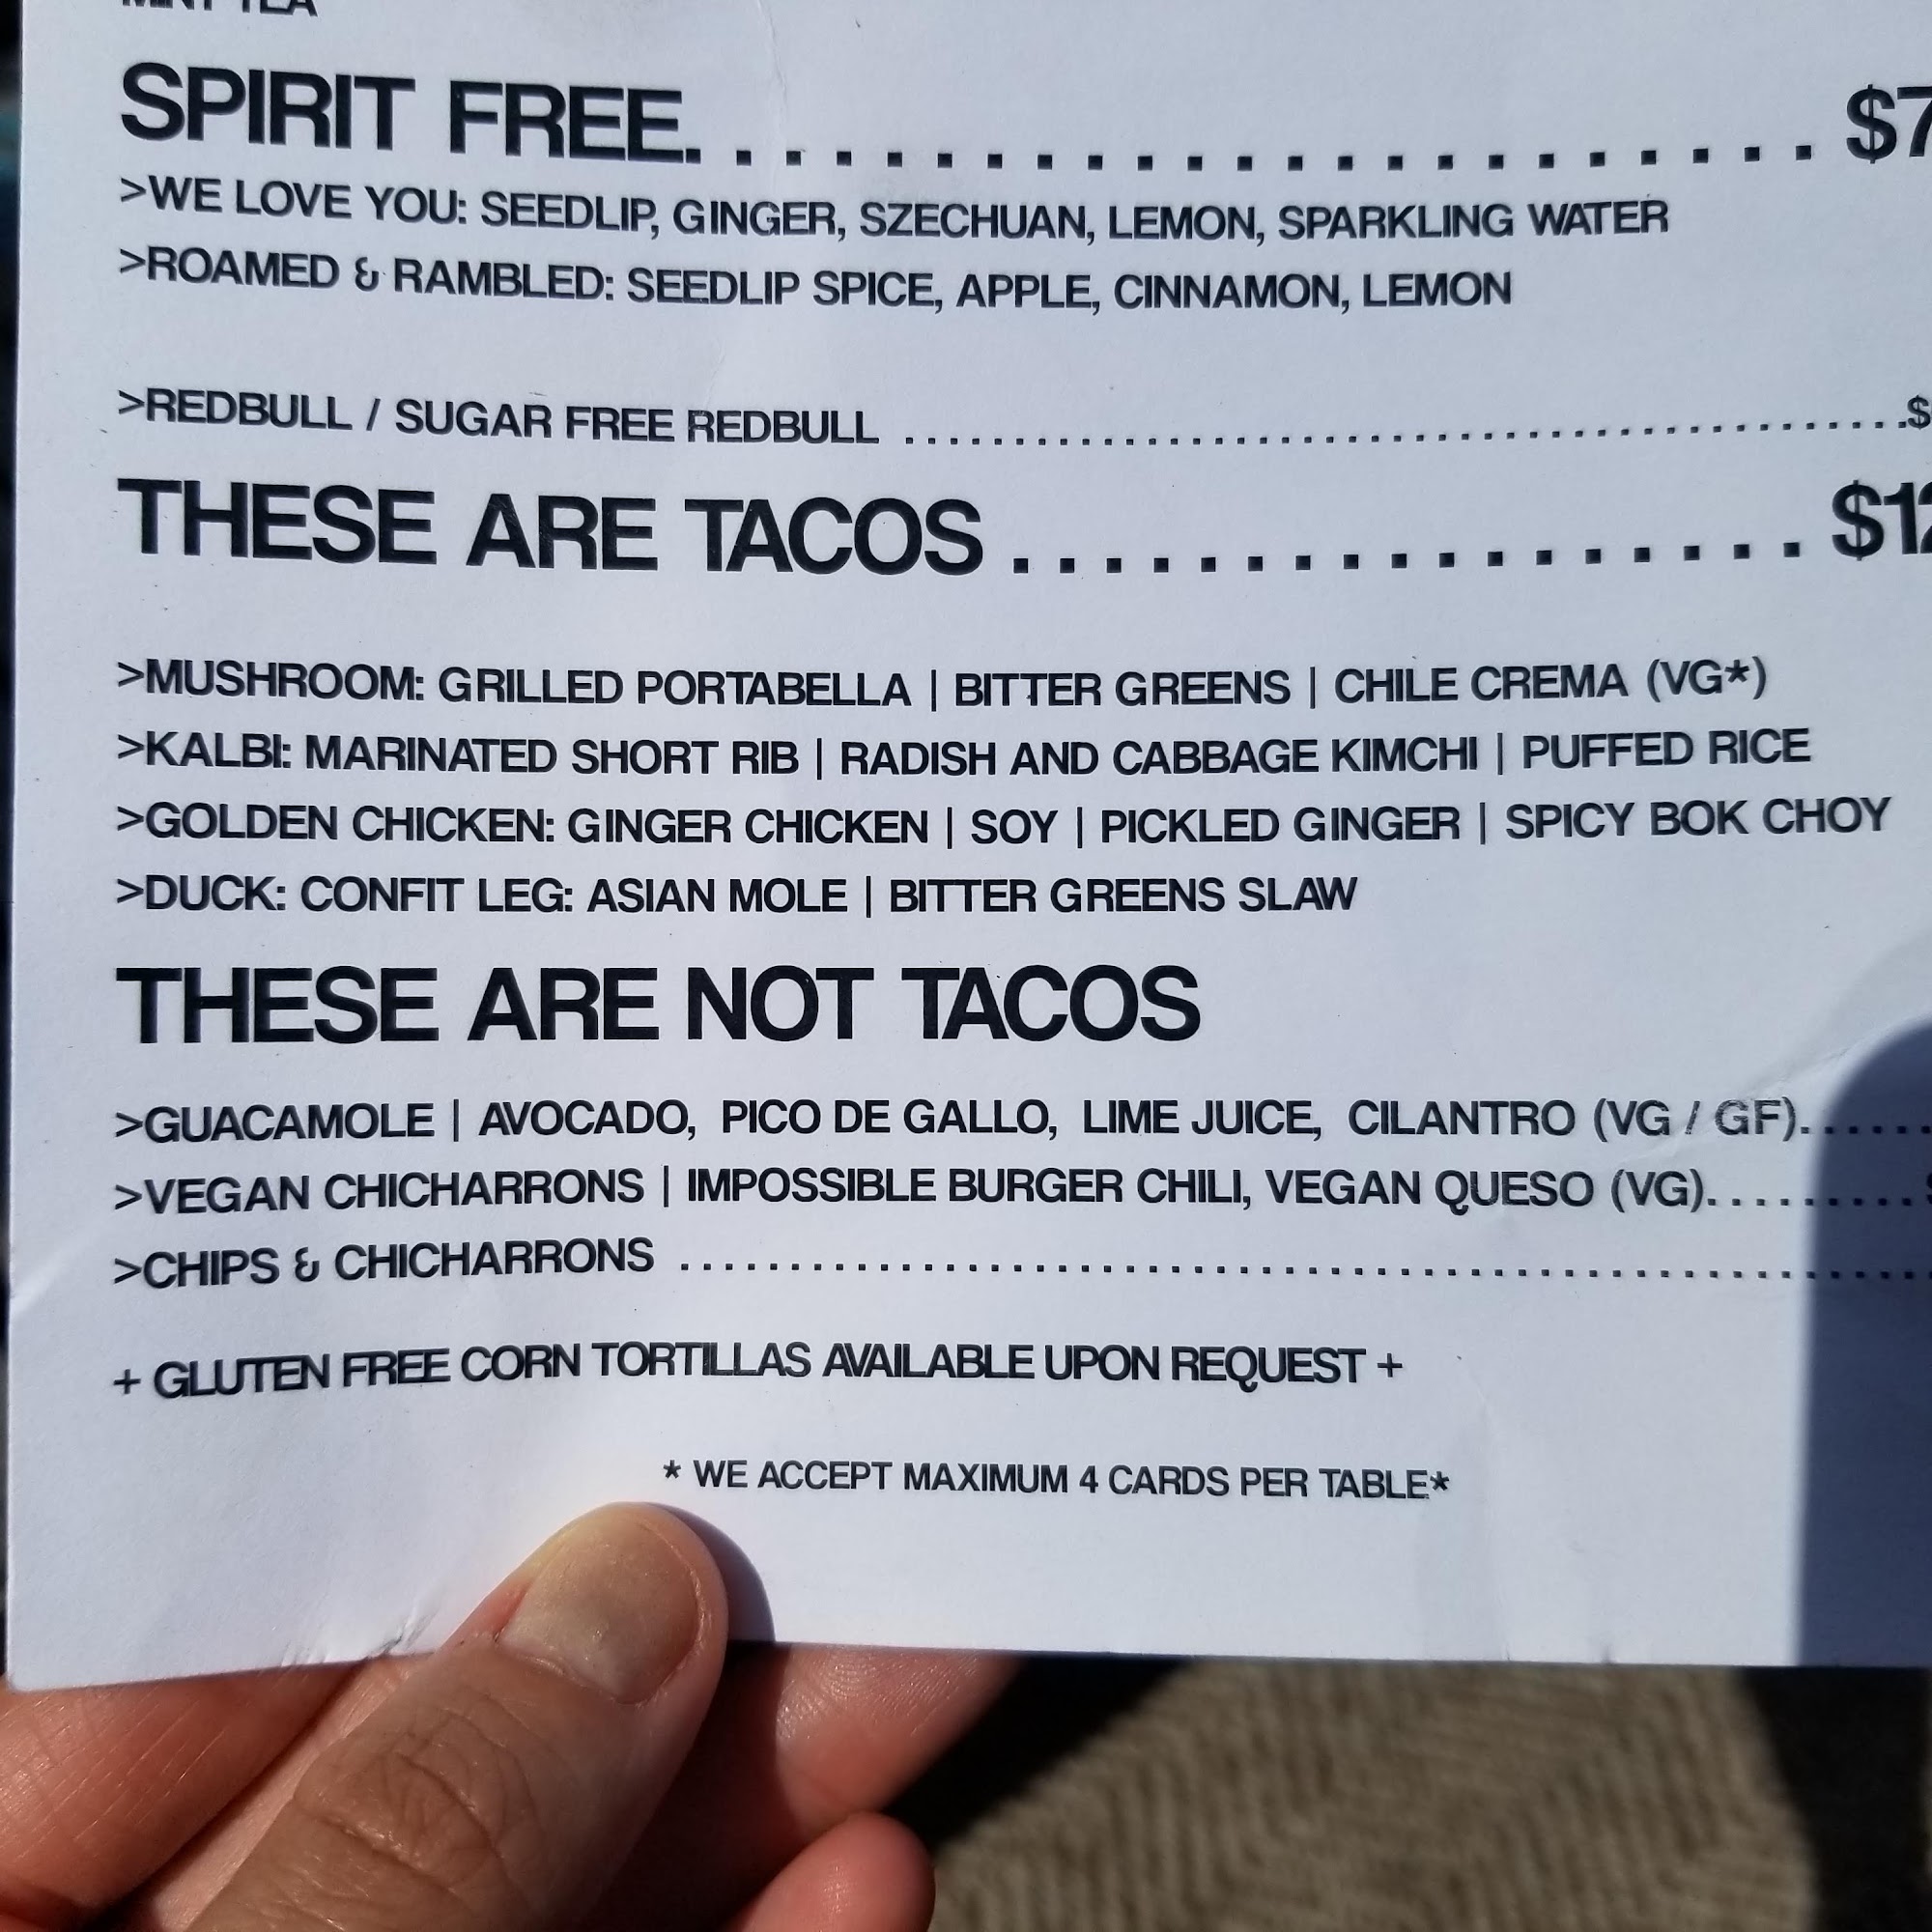 MINT TEA
SPIRIT FREE. . . . . . . . . . . . . . . . . . . . . . . $7
>WE LOVE YOU: SEEDLIP, GINGER, SZECHUAN, LEMON, SPARKLING WATER
>ROAMED & RAMBLED: SEEDLIP SPICE, APPLE, CINNAMON, LEMON
>REDBULL / SUGAR FREE REDBULL ..........................................$
THESE ARE TACOS . . . . . . . . . . . . . . . . . $12
>MUSHROOM: GRILLED PORTABELLA | BITTER GREENS | CHILE CREMA (VG*)
>KALBI: MARINATED SHORT RIB | RADISH AND CABBAGE KIMCHI | PUFFED RICE
>GOLDEN CHICKEN: GINGER CHICKEN | SOY | PICKLED GINGER | SPICY BOK CHOY
>DUCK: CONFIT LEG: ASIAN MOLE | BITTER GREENS SLAW
THESE ARE NOT TACOS
>GUACAMOLE | AVOCADO, PICO DE GALLO, LIME JUICE, CILANTRO (VG / GF)......
>VEGAN CHICHARRONS | IMPOSSIBLE BURGER CHILI, VEGAN QUESO (VG).........
>CHIPS & CHICHARRONS ..................................................
+ GLUTEN FREE CORN TORTILLAS AVAILABLE UPON REQUEST +
* WE ACCEPT MAXIMUM 4 CARDS PER TABLE*